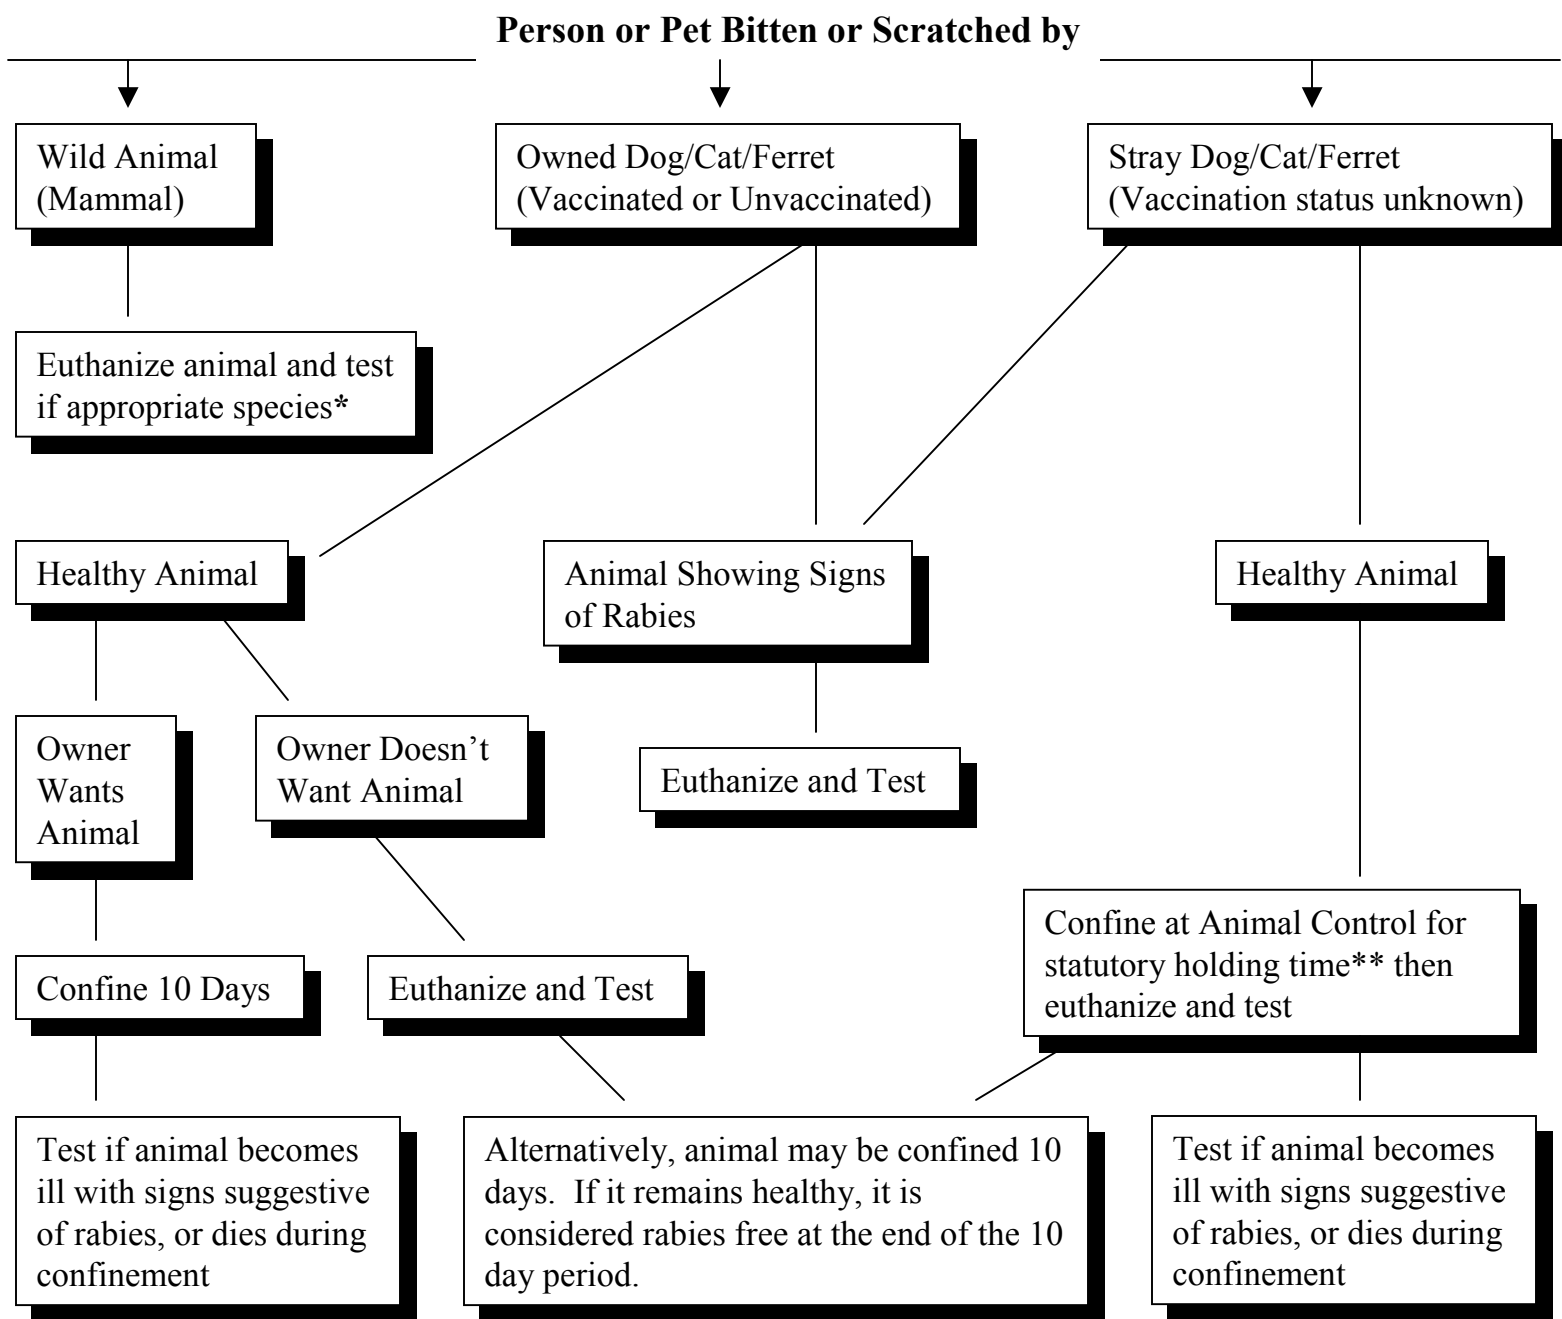 Person or Pet Bitten or Scratched by
Wild Animal
(Mammal)
Owned Dog/Cat/Ferret
(Vaccinated or Unvaccinated)
Stray Dog/Cat/Ferret
(Vaccination status unknown)
Euthanize animal and test
if appropriate species*
Healthy Animal
Animal Showing Signs
of Rabies
Healthy Animal
Owner
Wants
Animal
Owner Doesn’t
Want Animal
Euthanize and Test
Confine at Animal Control for
statutory holding time** then
euthanize and test
Confine 10 Days
Euthanize and Test
Test if animal becomes
ill with signs suggestive
of rabies, or dies during
confinement
Alternatively, animal may be confined 10
days.  If it remains healthy, it is
considered rabies free at the end of the 10
day period.
Test if animal becomes
ill with signs suggestive
of rabies, or dies during
confinement